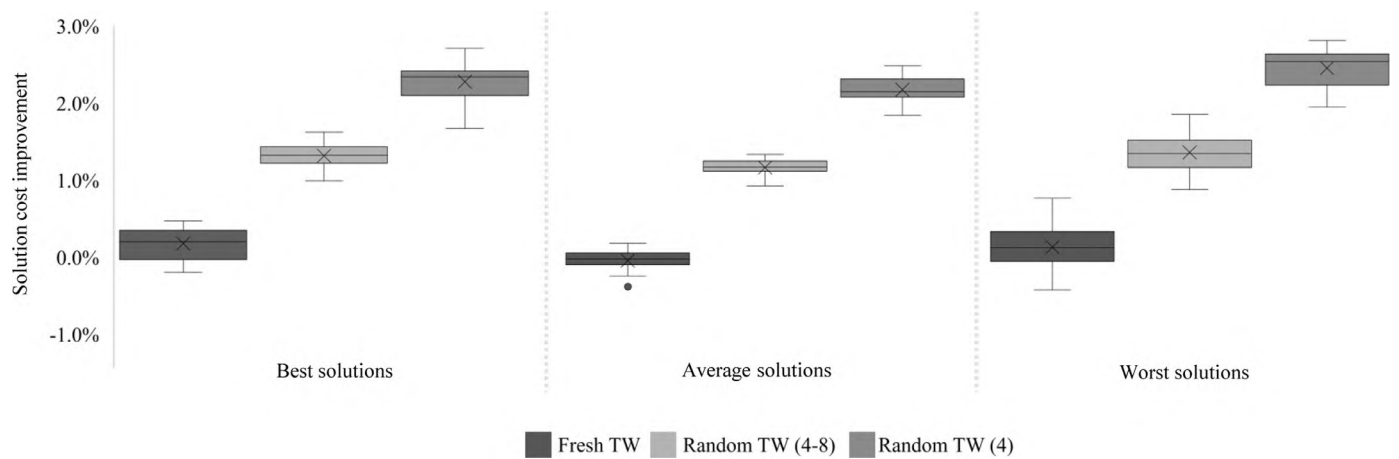 Solution cost improvement
3.0%
2.0%
1.0%
0.0%
-1.0%
Best solutions
Average solutions
Worst solutions
Fresh TW
Random TW (4-8)
Random TW (4)